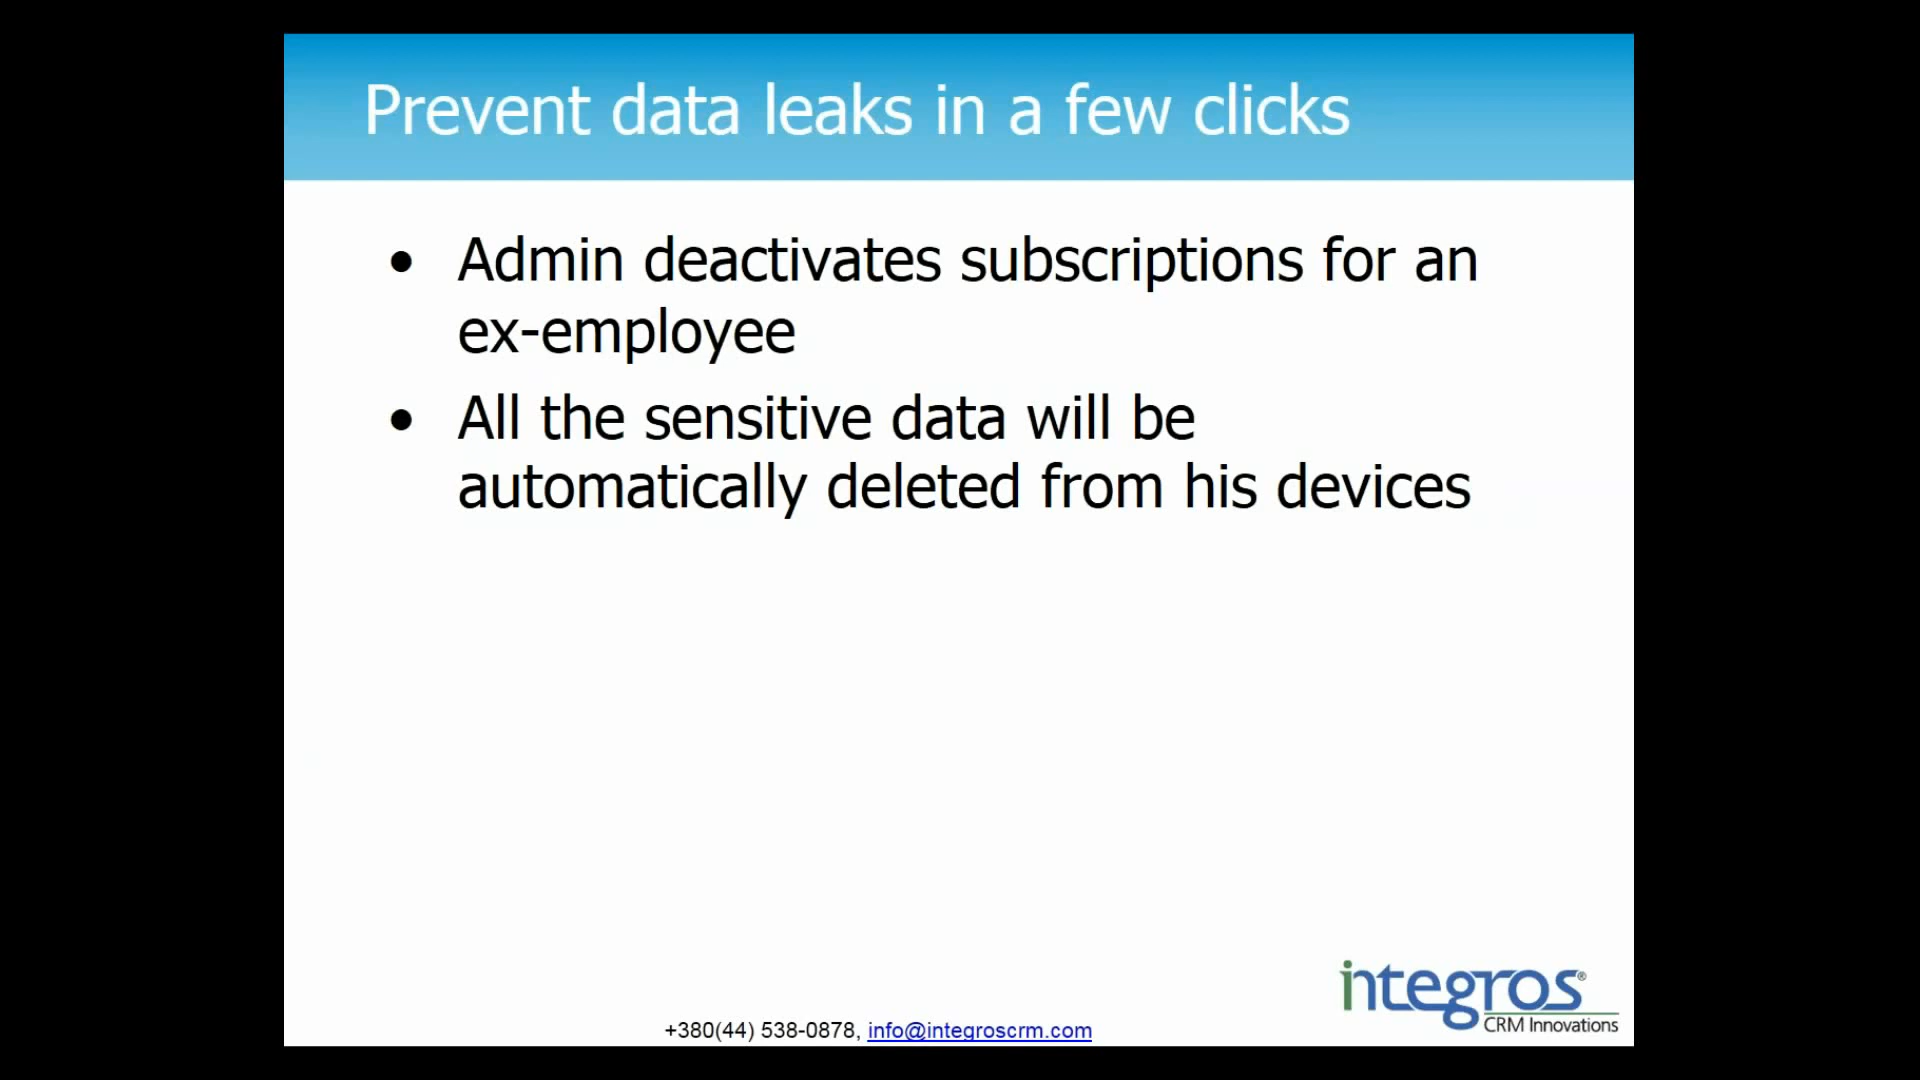 Prevent data leaks in a few clicks
• Admin deactivates subscriptions for an
ex-employee
• All the sensitive data will be
automatically deleted from his devices
integros®
CRM Innovations
+380(44) 538-0878, info@integroscrm.com